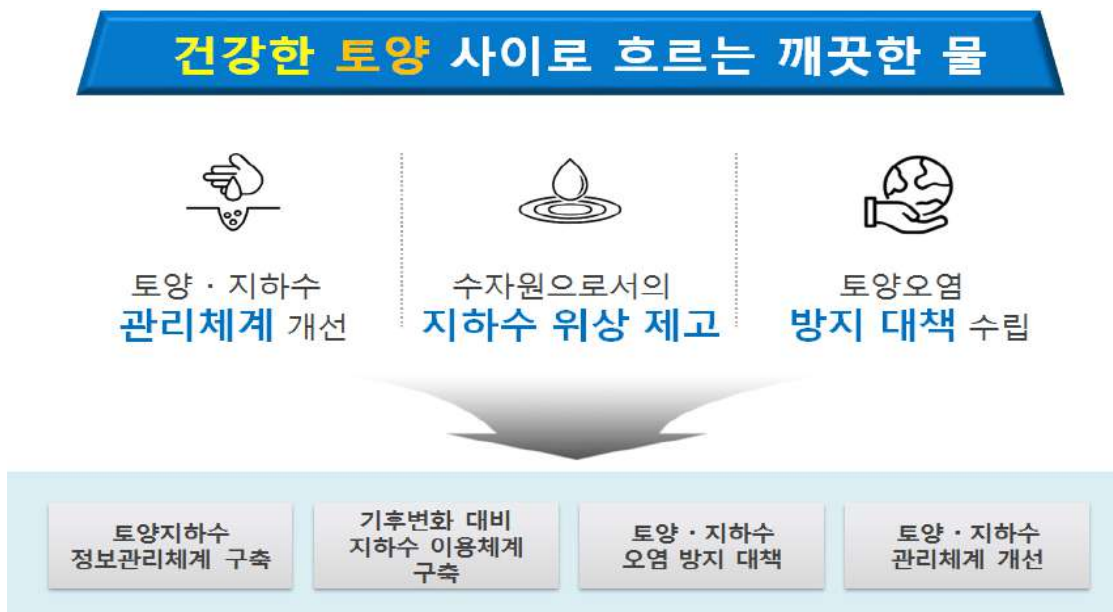 건강한 토양 사이로 흐르는 깨끗한 물
토양 · 지하수
관리체계 개선
수자원으로서의
지하수 위상 제고
토양오염
방지 대책 수립
토양지하수
정보관리체계 구축
기후변화 대비
지하수 이용체계
구축
토양 · 지하수
오염 방지 대책
토양 · 지하수
관리체계 개선